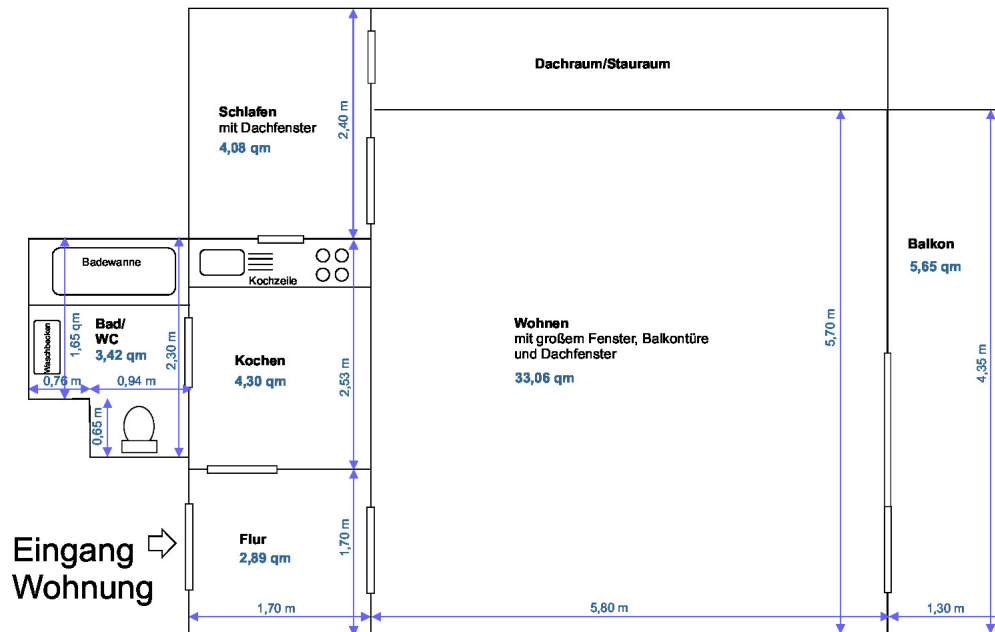 Dachraum/Stauraum
Schlafen
mit Dachfenster
4,08 qm
2,40 m
Badewanne
Kochzeile
Balkon
5,65 qm
Waschbecken
Bad/
WC
3,42 qm
1,65 qm
2,30 m
Kochen
4,30 qm
2,53 m
Wohnen
mit großem Fenster, Balkontüre
und Dachfenster
33,06 qm
5,70 m
4,35 m
0,76 m
0,94 m
0,65 m
Eingang
Wohnung
Flur
2,89 qm
1,70 m
1,70 m
5,80 m
1,30 m